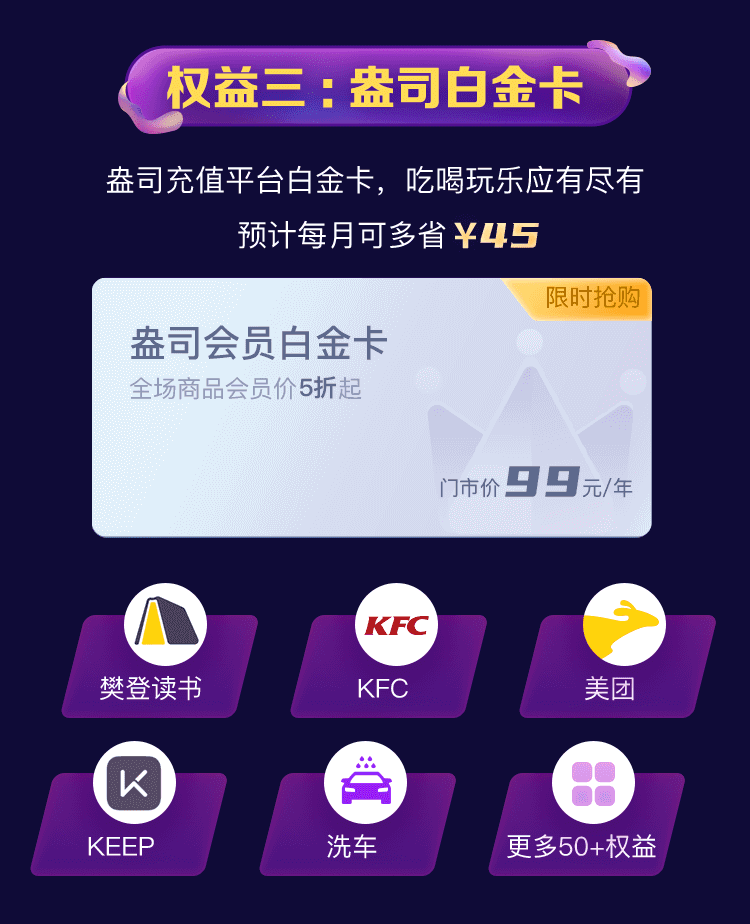 权益三：盎司白金卡
盎司充值平台白金卡，吃喝玩乐应有尽有
预计每月可多省¥45
限时抢购
盎司会员白金卡
全场商品会员价5折起
门市价99元/年
KFC
樊登读书
KFC
美团
KEEP
洗车
更多50+权益